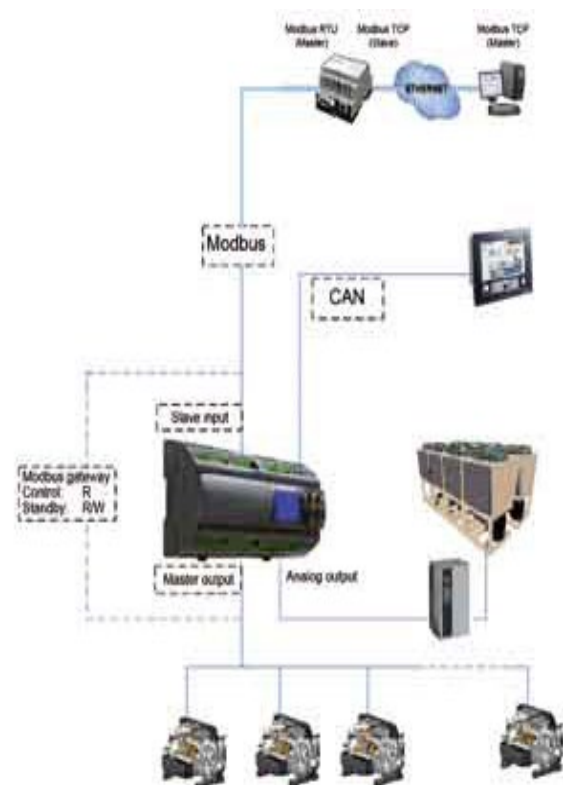 Modbus RTU
(Master)
Modbus TCP
(Slave)
Modbus TCP
(Master)
ETHERNET
Modbus
CAN
Slave input
Modbus gateway
Control: R
Standby: R/W
Master output
Analog output